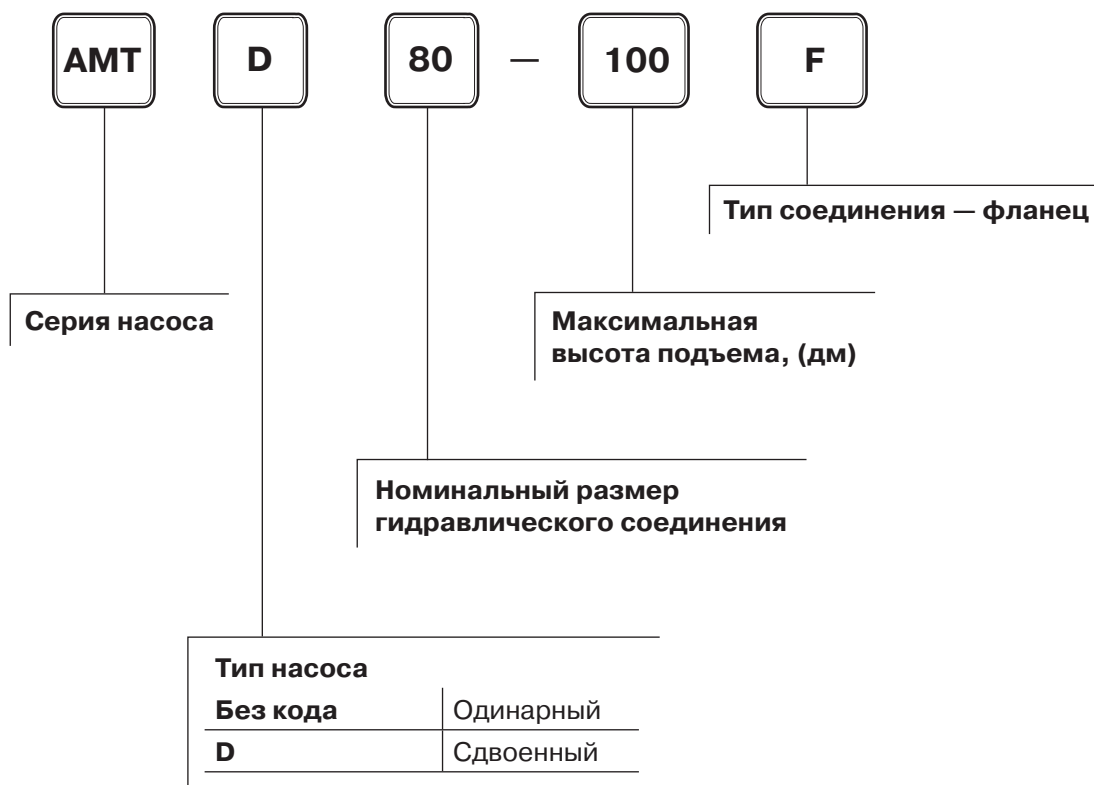 AMT D 80 — 100 F
Тип соединения — фланец
Серия насоса
Максимальная
высота подъема, (дм)
Номинальный размер
гидравлического соединения
Тип насоса
Без кода Одинарный
D Сдвоенный